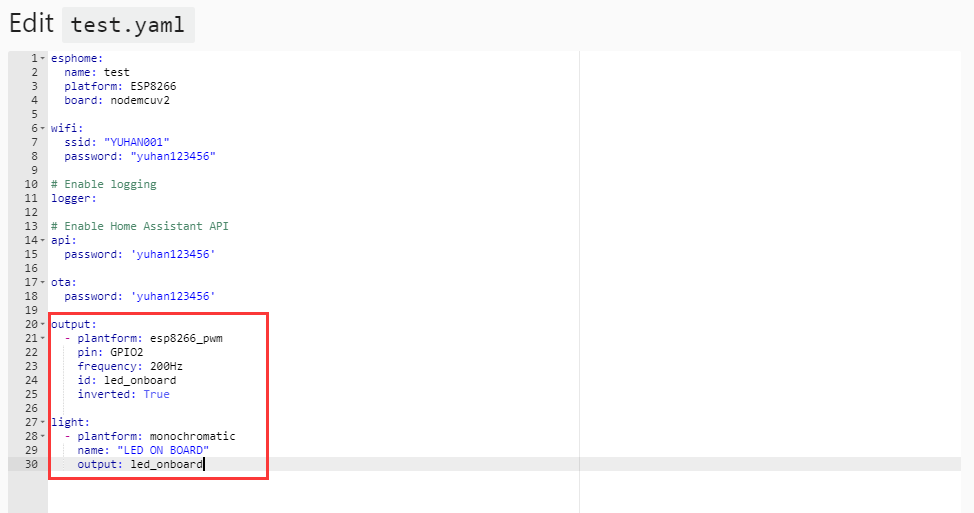 Edit test.yaml
1 esphome:
2   name: test
3   platform: ESP8266
4   board: nodemcuv2
5
6 wifi:
7   ssid: "YUHAN001"
8   password: "yuhan123456"
9
10 # Enable logging
11 logger:
12
13 # Enable Home Assistant API
14 api:
15   password: 'yuhan123456'
16
17 ota:
18   password: 'yuhan123456'
19
20 output:
21   - plantform: esp8266_pwm
22     pin: GPIO2
23     frequency: 200Hz
24     id: led_onboard
25     inverted: True
26
27 light:
28   - plantform: monochromatic
29     name: "LED ON BOARD"
30     output: led_onboard